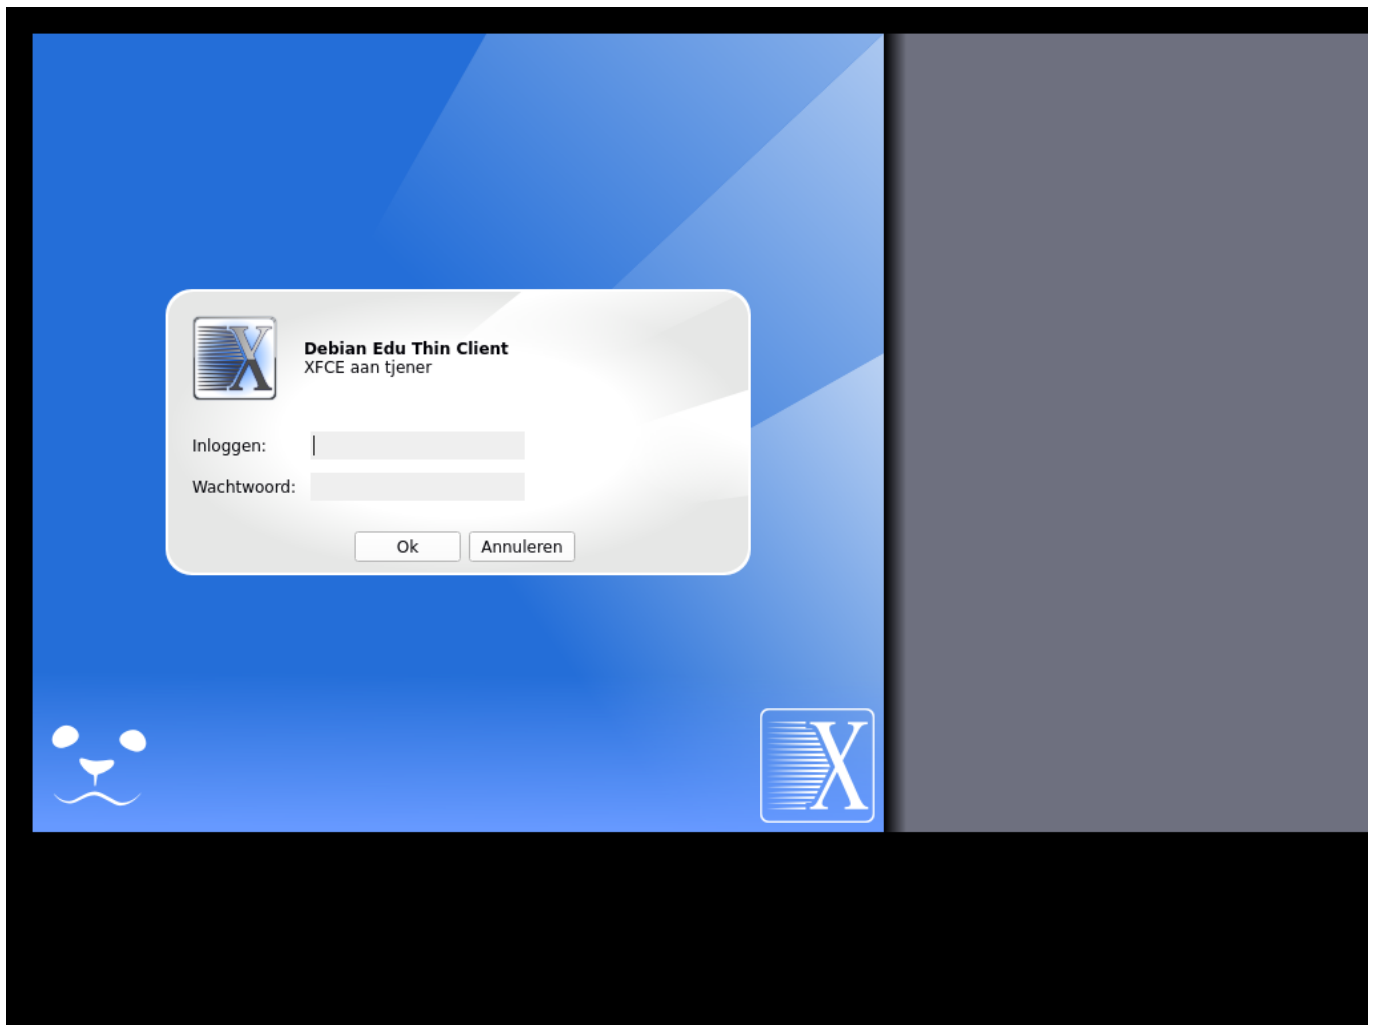 Debian Edu Thin Client
XFCE aan tjener
Inloggen:
Wachtwoord:
Ok Annuleren
X